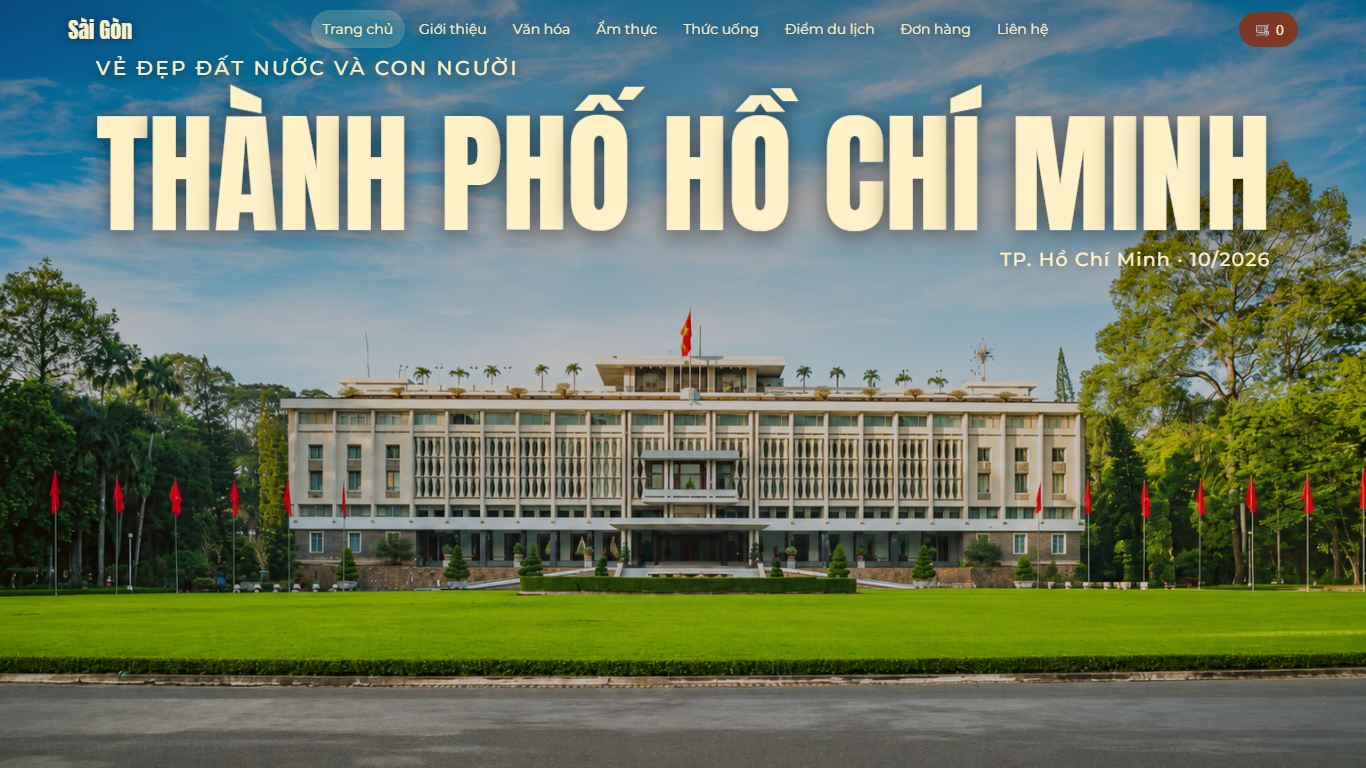 Sài Gòn
Trang chủ Giới thiệu Văn hóa Ẩm thực Thức uống Điểm du lịch Đơn hàng Liên hệ
0
VẺ ĐẸP ĐẤT NƯỚC VÀ CON NGƯỜI
THÀNH PHỐ HỒ CHÍ MINH
TP. Hồ Chí Minh · 10/2026